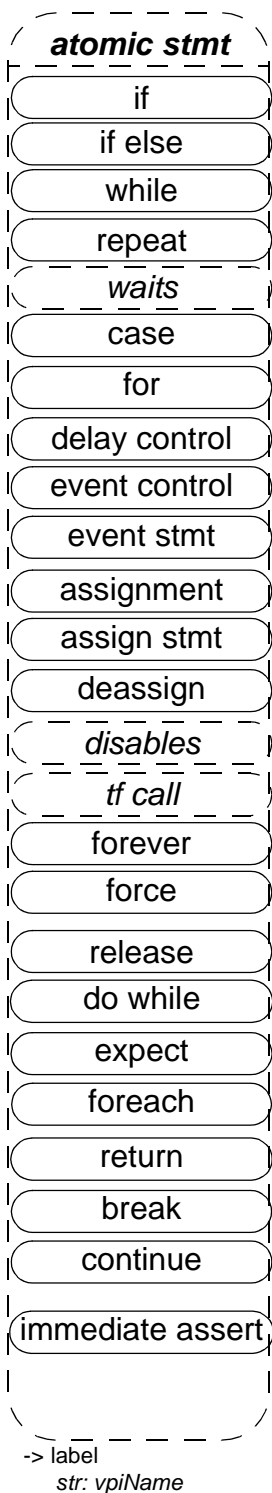 atomic stmt
if
if else
while
repeat
waits
case
for
delay control
event control
event stmt
assignment
assign stmt
deassign
disables
tf call
forever
force
release
do while
expect
foreach
return
break
continue
immediate assert
-> label
str: vpiName